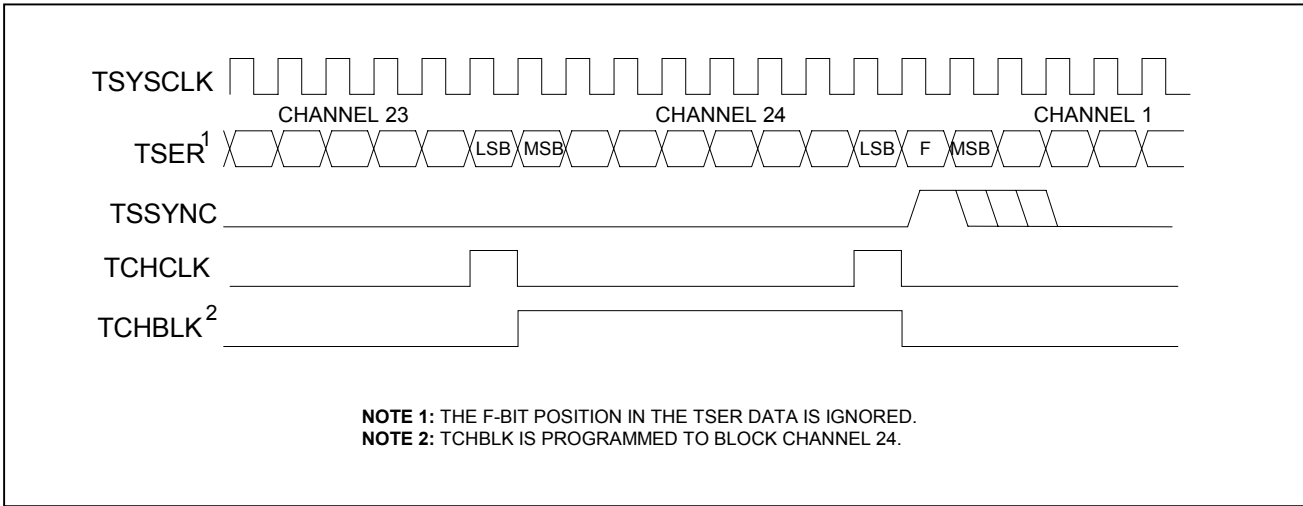 TSYSCLK
CHANNEL 23 CHANNEL 24 CHANNEL 1
TSER1 LSB MSB LSB F MSB
TSSYNC
TCHCLK
TCHBLK2
NOTE 1: THE F-BIT POSITION IN THE TSER DATA IS IGNORED.
NOTE 2: TCHBLK IS PROGRAMMED TO BLOCK CHANNEL 24.